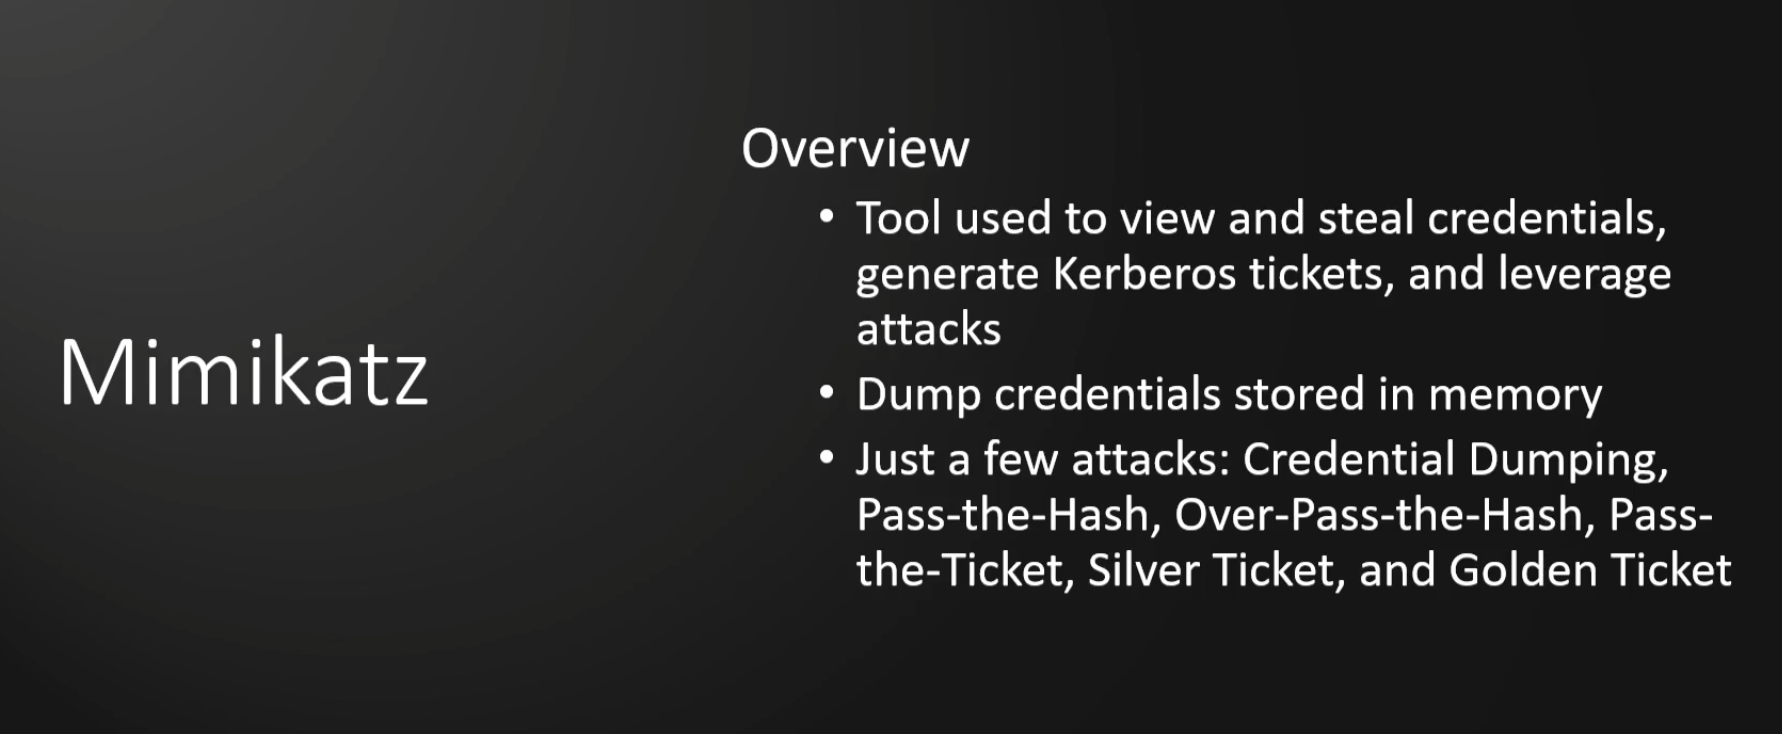 Mimikatz
Overview
• Tool used to view and steal credentials,
generate Kerberos tickets, and leverage
attacks
• Dump credentials stored in memory
• Just a few attacks: Credential Dumping,
Pass-the-Hash, Over-Pass-the-Hash, Pass-
the-Ticket, Silver Ticket, and Golden Ticket